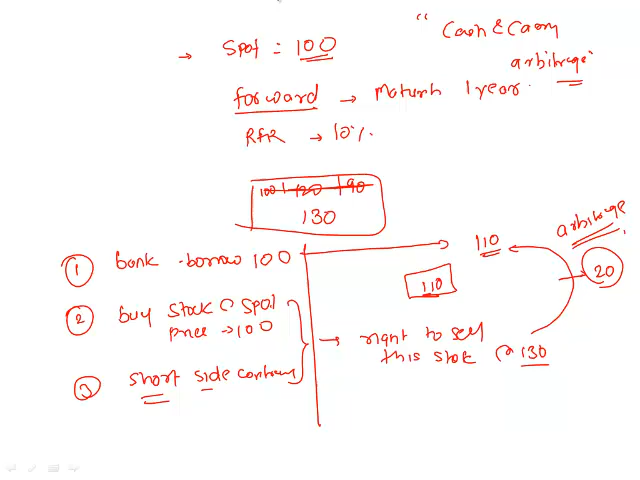 "Cash & Carry
arbitrage"
→ Spot = 100
forward → Maturity 1 year.
RFR → 10%
100 | 120 | 90
130
arbitrage
① bank - borrow 100 → 110
20
110
② buy stock @ spot
price → 100
→ right to sell
this stock @ 130
③ short side contract